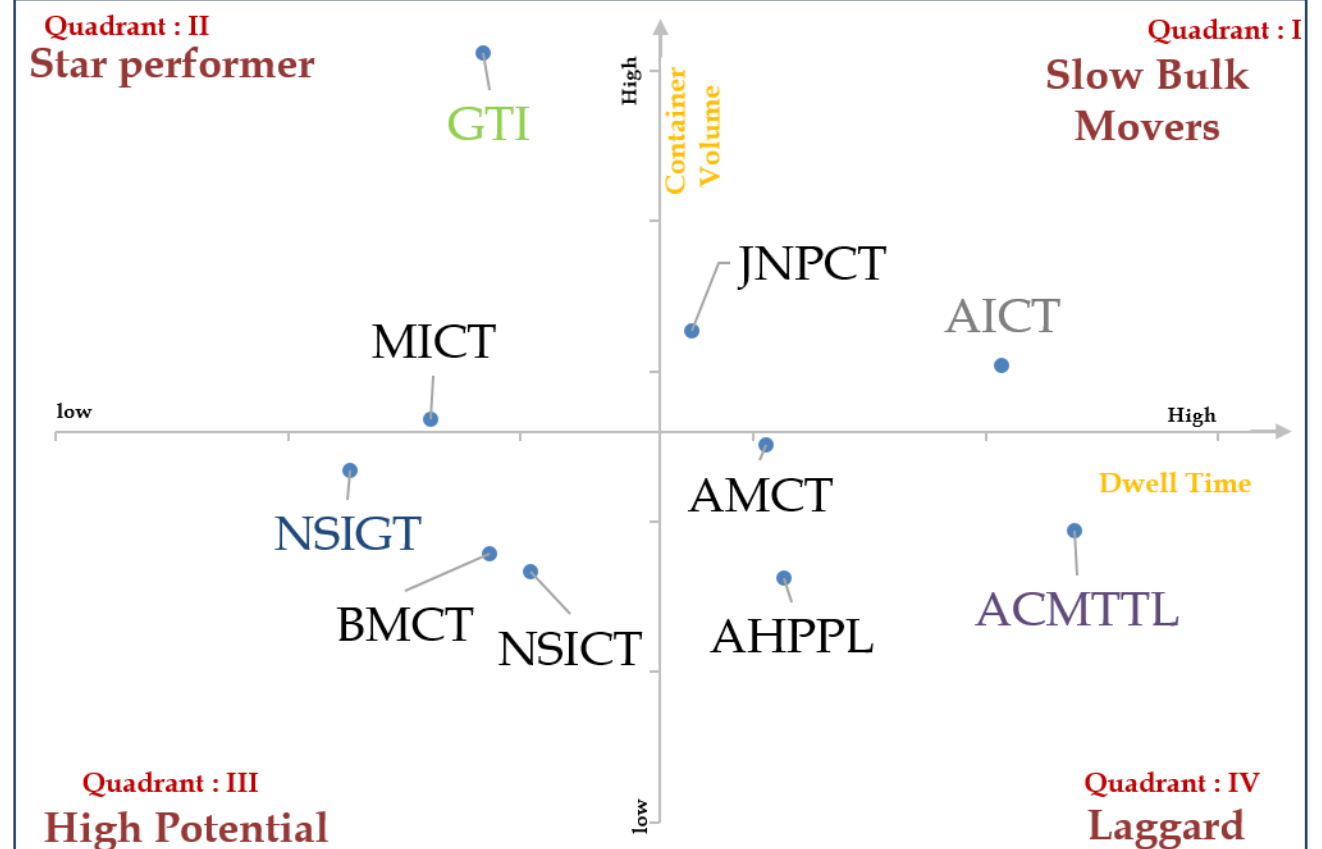 Quadrant : II
Star performer
Quadrant : I
Slow Bulk
Movers
High
Container
Volume
GTI
JNPCT
AICT
MICT
low
High
AMCT
Dwell Time
NSIGT
ACMTTL
BMCT
NSICT
AHPPL
Quadrant : III
High Potential
low
Quadrant : IV
Laggard